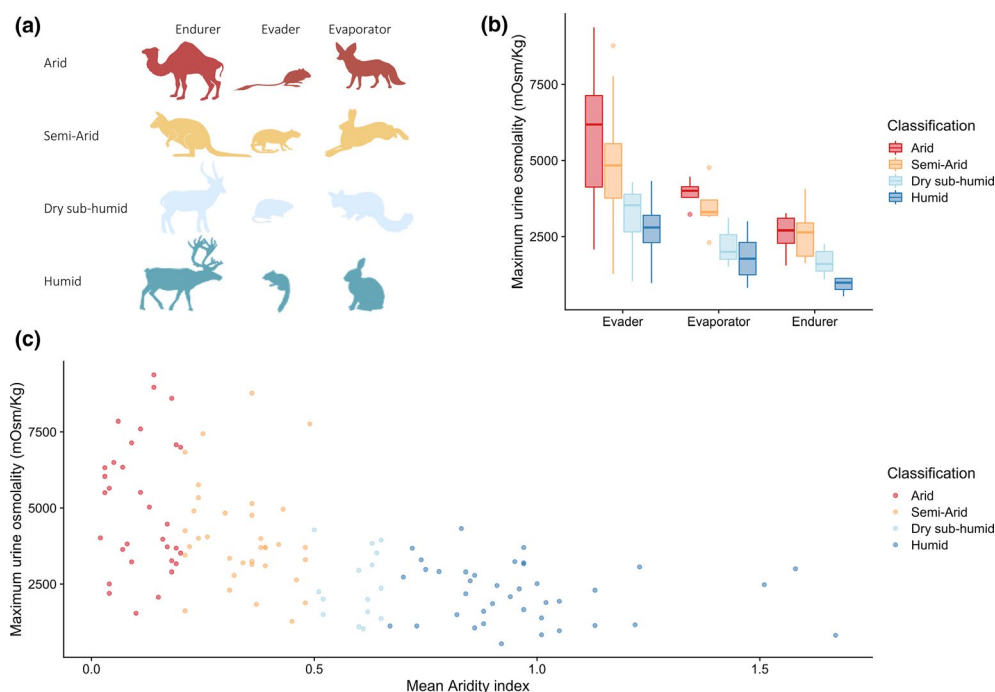 (a)
Endurer Evader Evaporator
Arid
Semi-Arid
Dry sub-humid
Humid
(b)
Maximum urine osmolality (mOsm/Kg)
7500
5000
2500
Evader Evaporator Endurer
Classification
Arid
Semi-Arid
Dry sub-humid
Humid
(c)
Maximum urine osmolality (mOsm/Kg)
7500
5000
2500
0.0 0.5 1.0 1.5
Mean Aridity index
Classification
Arid
Semi-Arid
Dry sub-humid
Humid